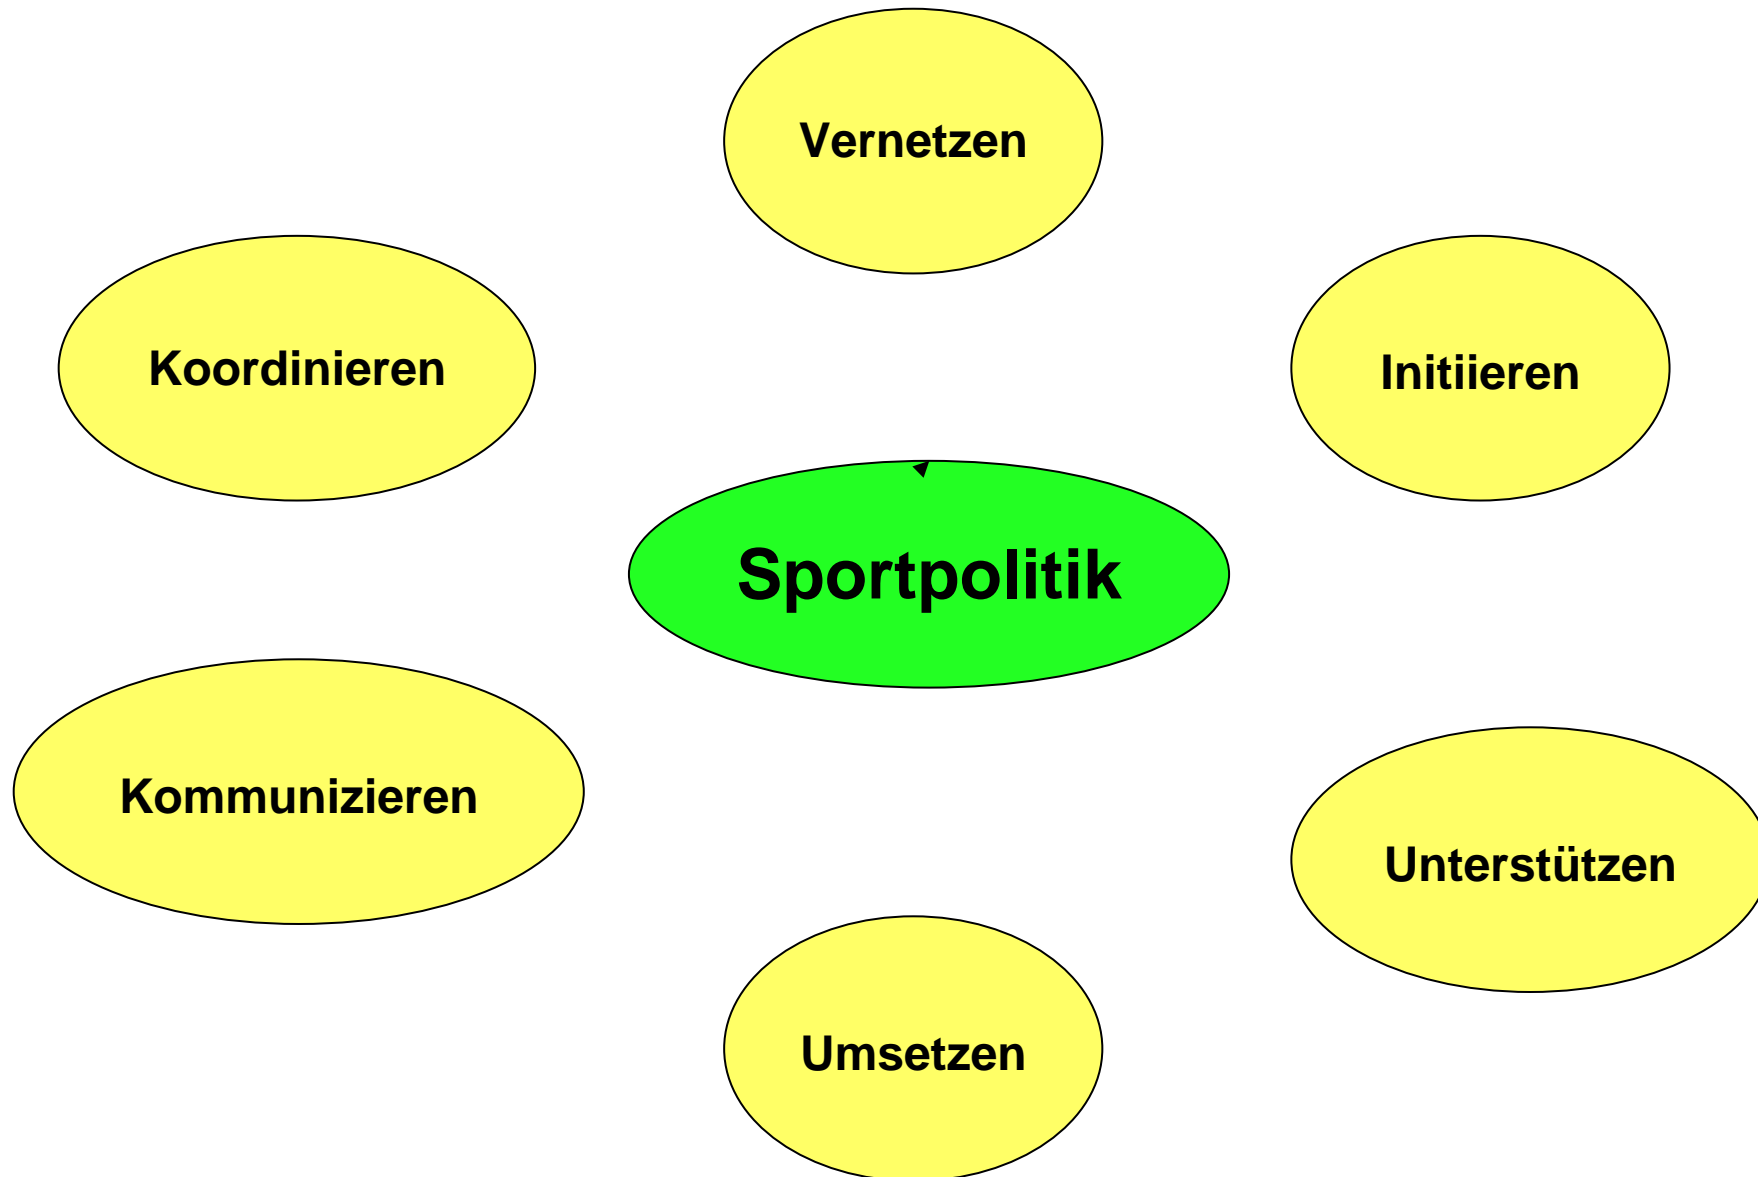 Vernetzen
Koordinieren
Initiieren
Sportpolitik
Kommunizieren
Unterstützen
Umsetzen